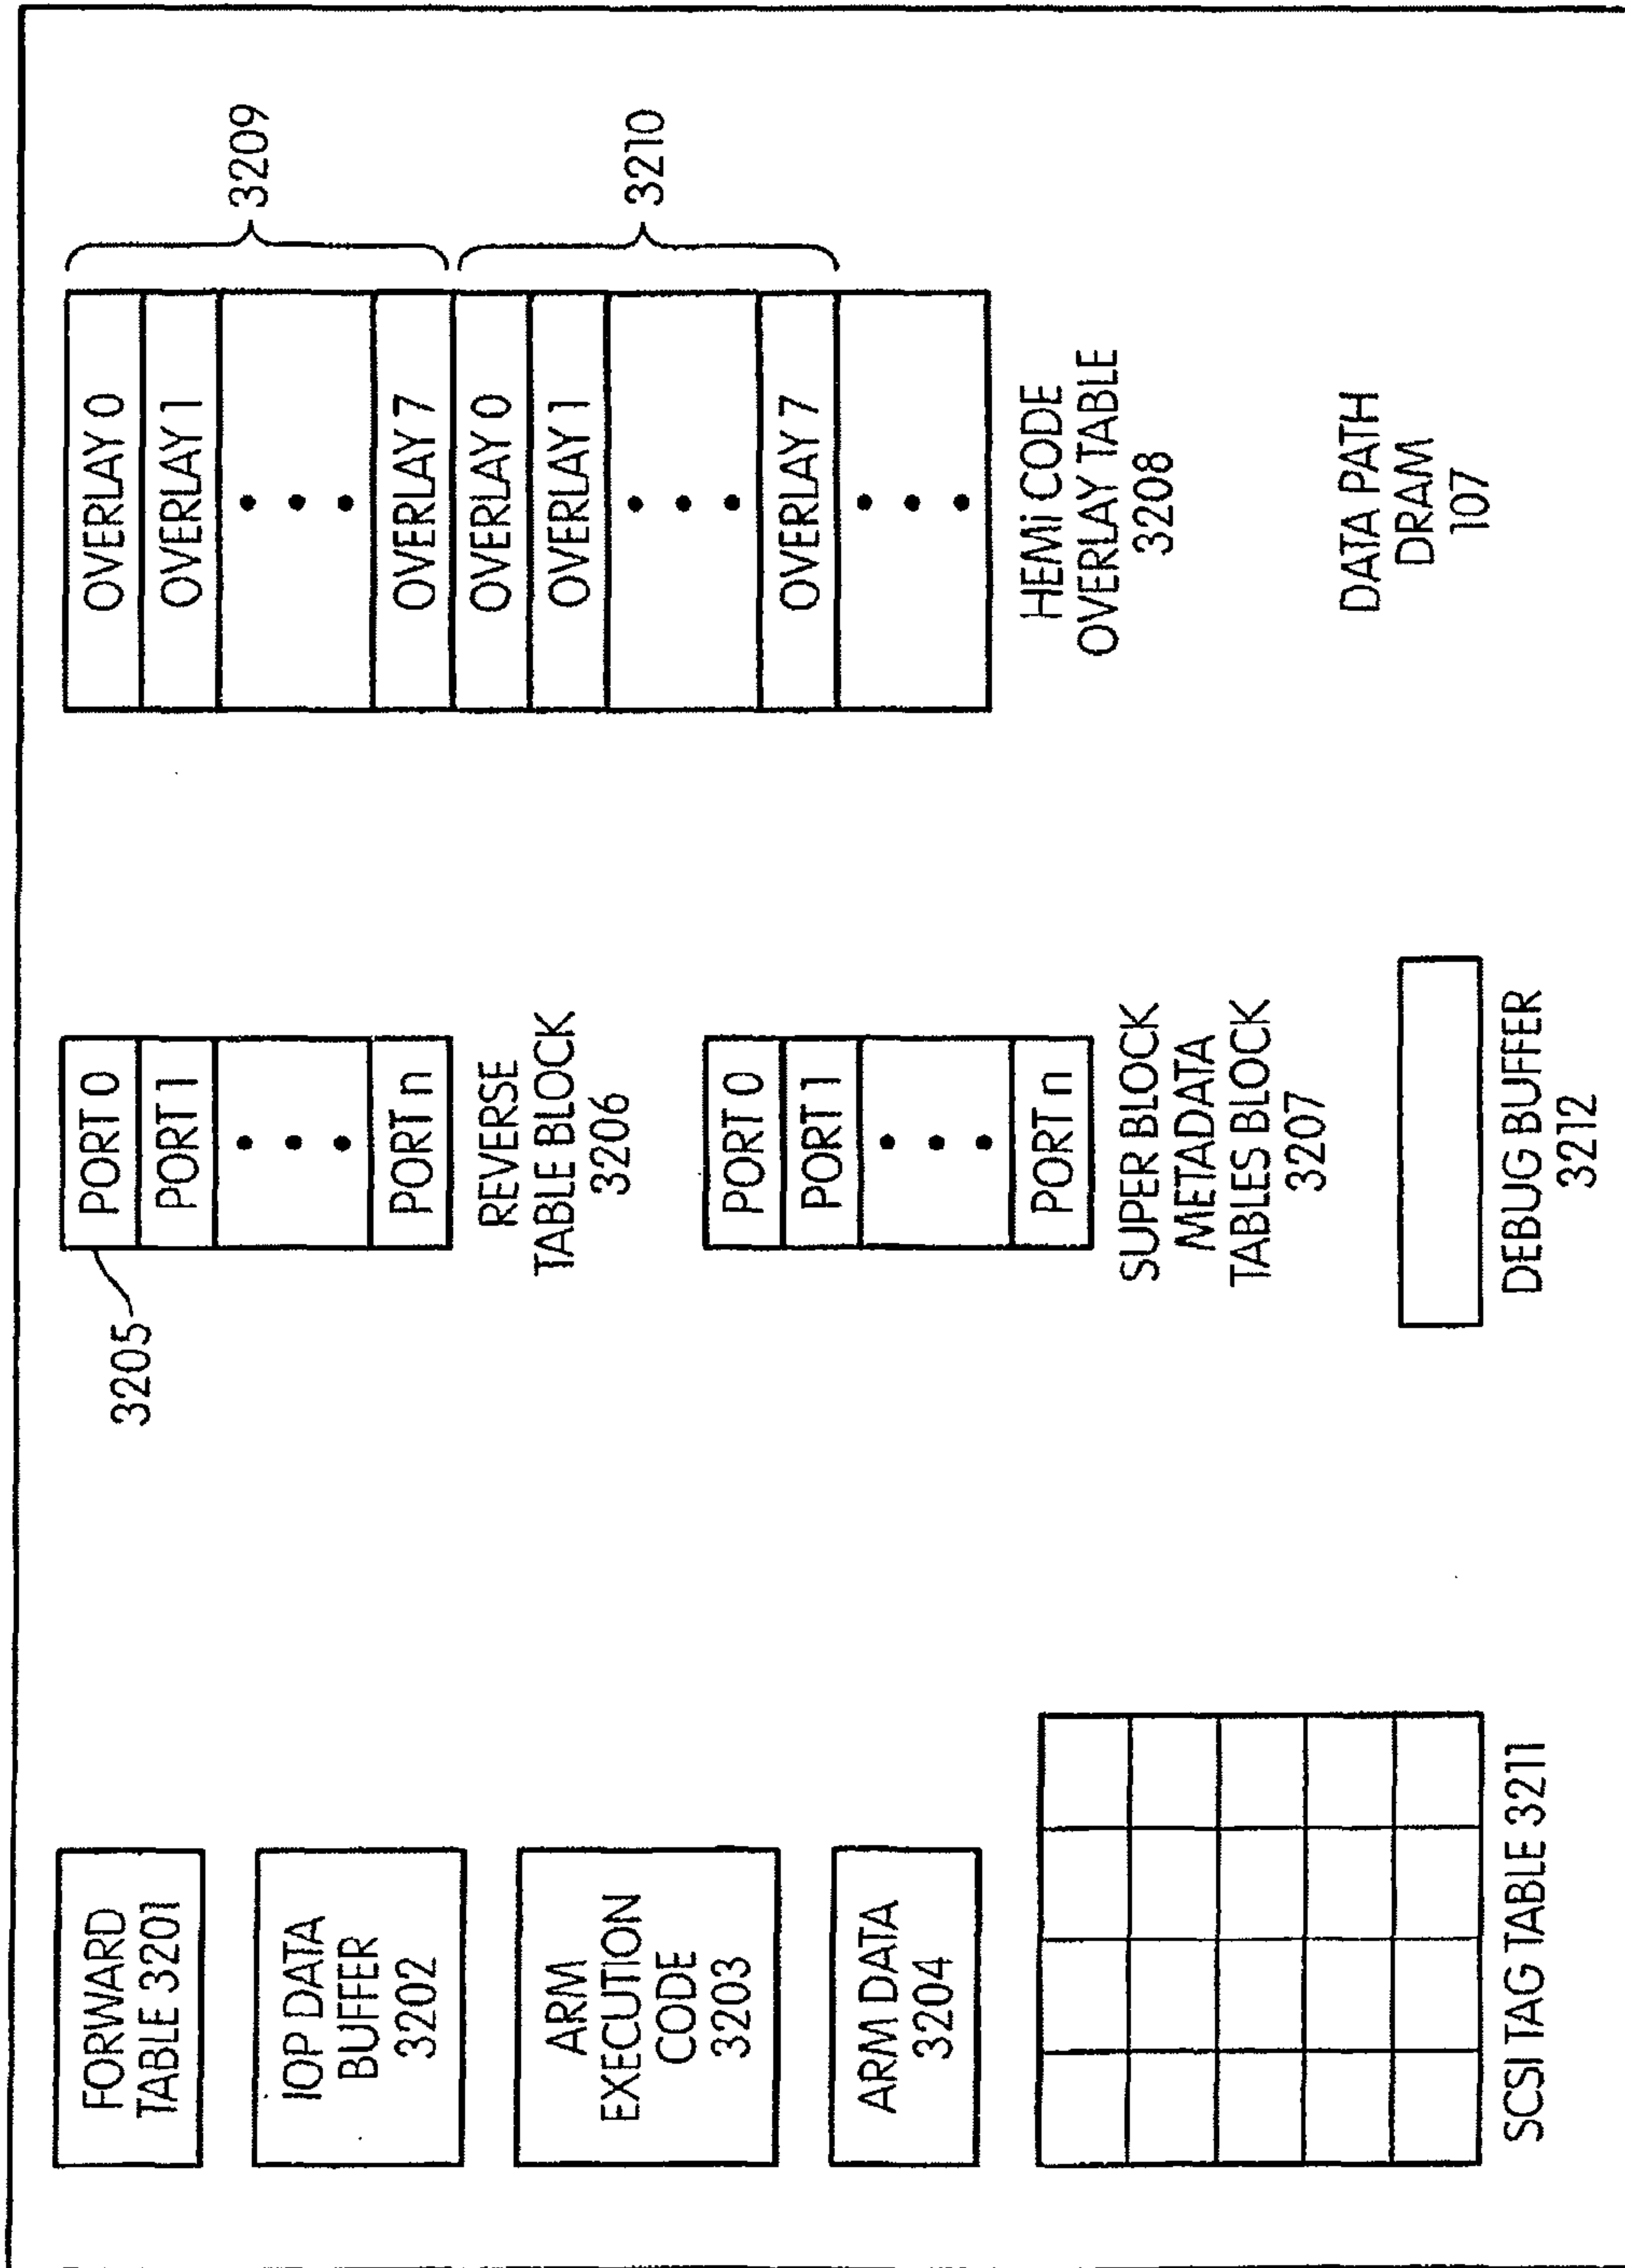 FORWARD
TABLE 3201
IOP DATA
BUFFER
3202
ARM
EXECUTION
CODE
3203
ARM DATA
3204
SCSI TAG TABLE 3211
3205
PORT 0
PORT 1
PORT n
REVERSE
TABLE BLOCK
3206
PORT 0
PORT 1
PORT n
SUPER BLOCK
METADATA
TABLES BLOCK
3207
DEBUG BUFFER
3212
OVERLAY 0
OVERLAY 1
OVERLAY 7
3209
OVERLAY 0
OVERLAY 1
OVERLAY 7
3210
HEMi CODE
OVERLAY TABLE
3208
DATA PATH
DRAM
107